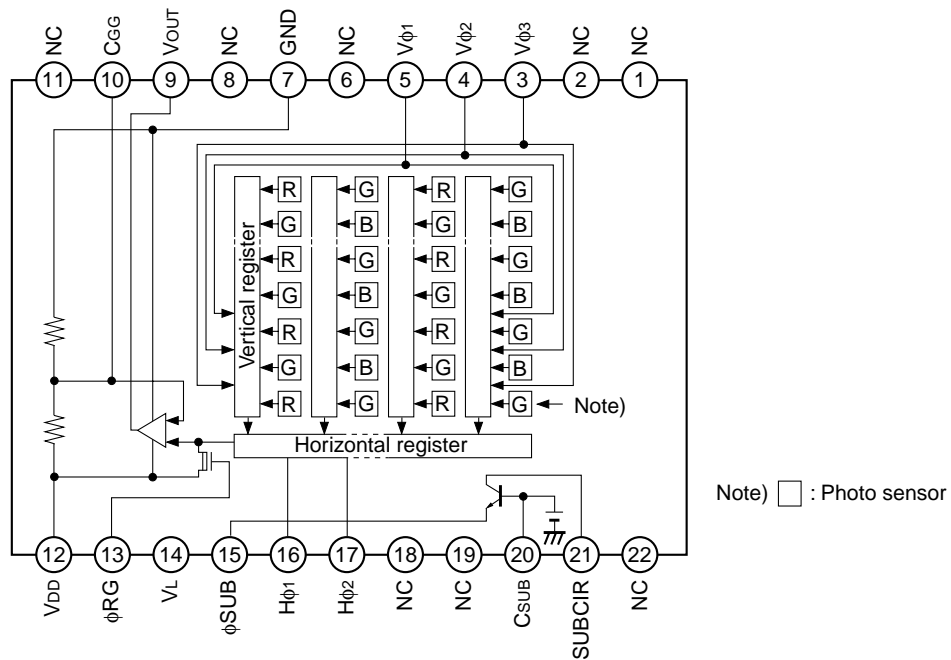 NC CGG VOUT NC GND NC Vϕ1 Vϕ2 Vϕ3 NC NC
11 10 9 8 7 6 5 4 3 2 1
R G R G
G B G B
R G R G
G B G B
R G R G
G B G B
R G R G
Vertical register
Note)
Horizontal register
Note) : Photo sensor
12 13 14 15 16 17 18 19 20 21 22
VDD ϕRG VL ϕSUB Hϕ1 Hϕ2 NC NC CSUB SUBCIR NC